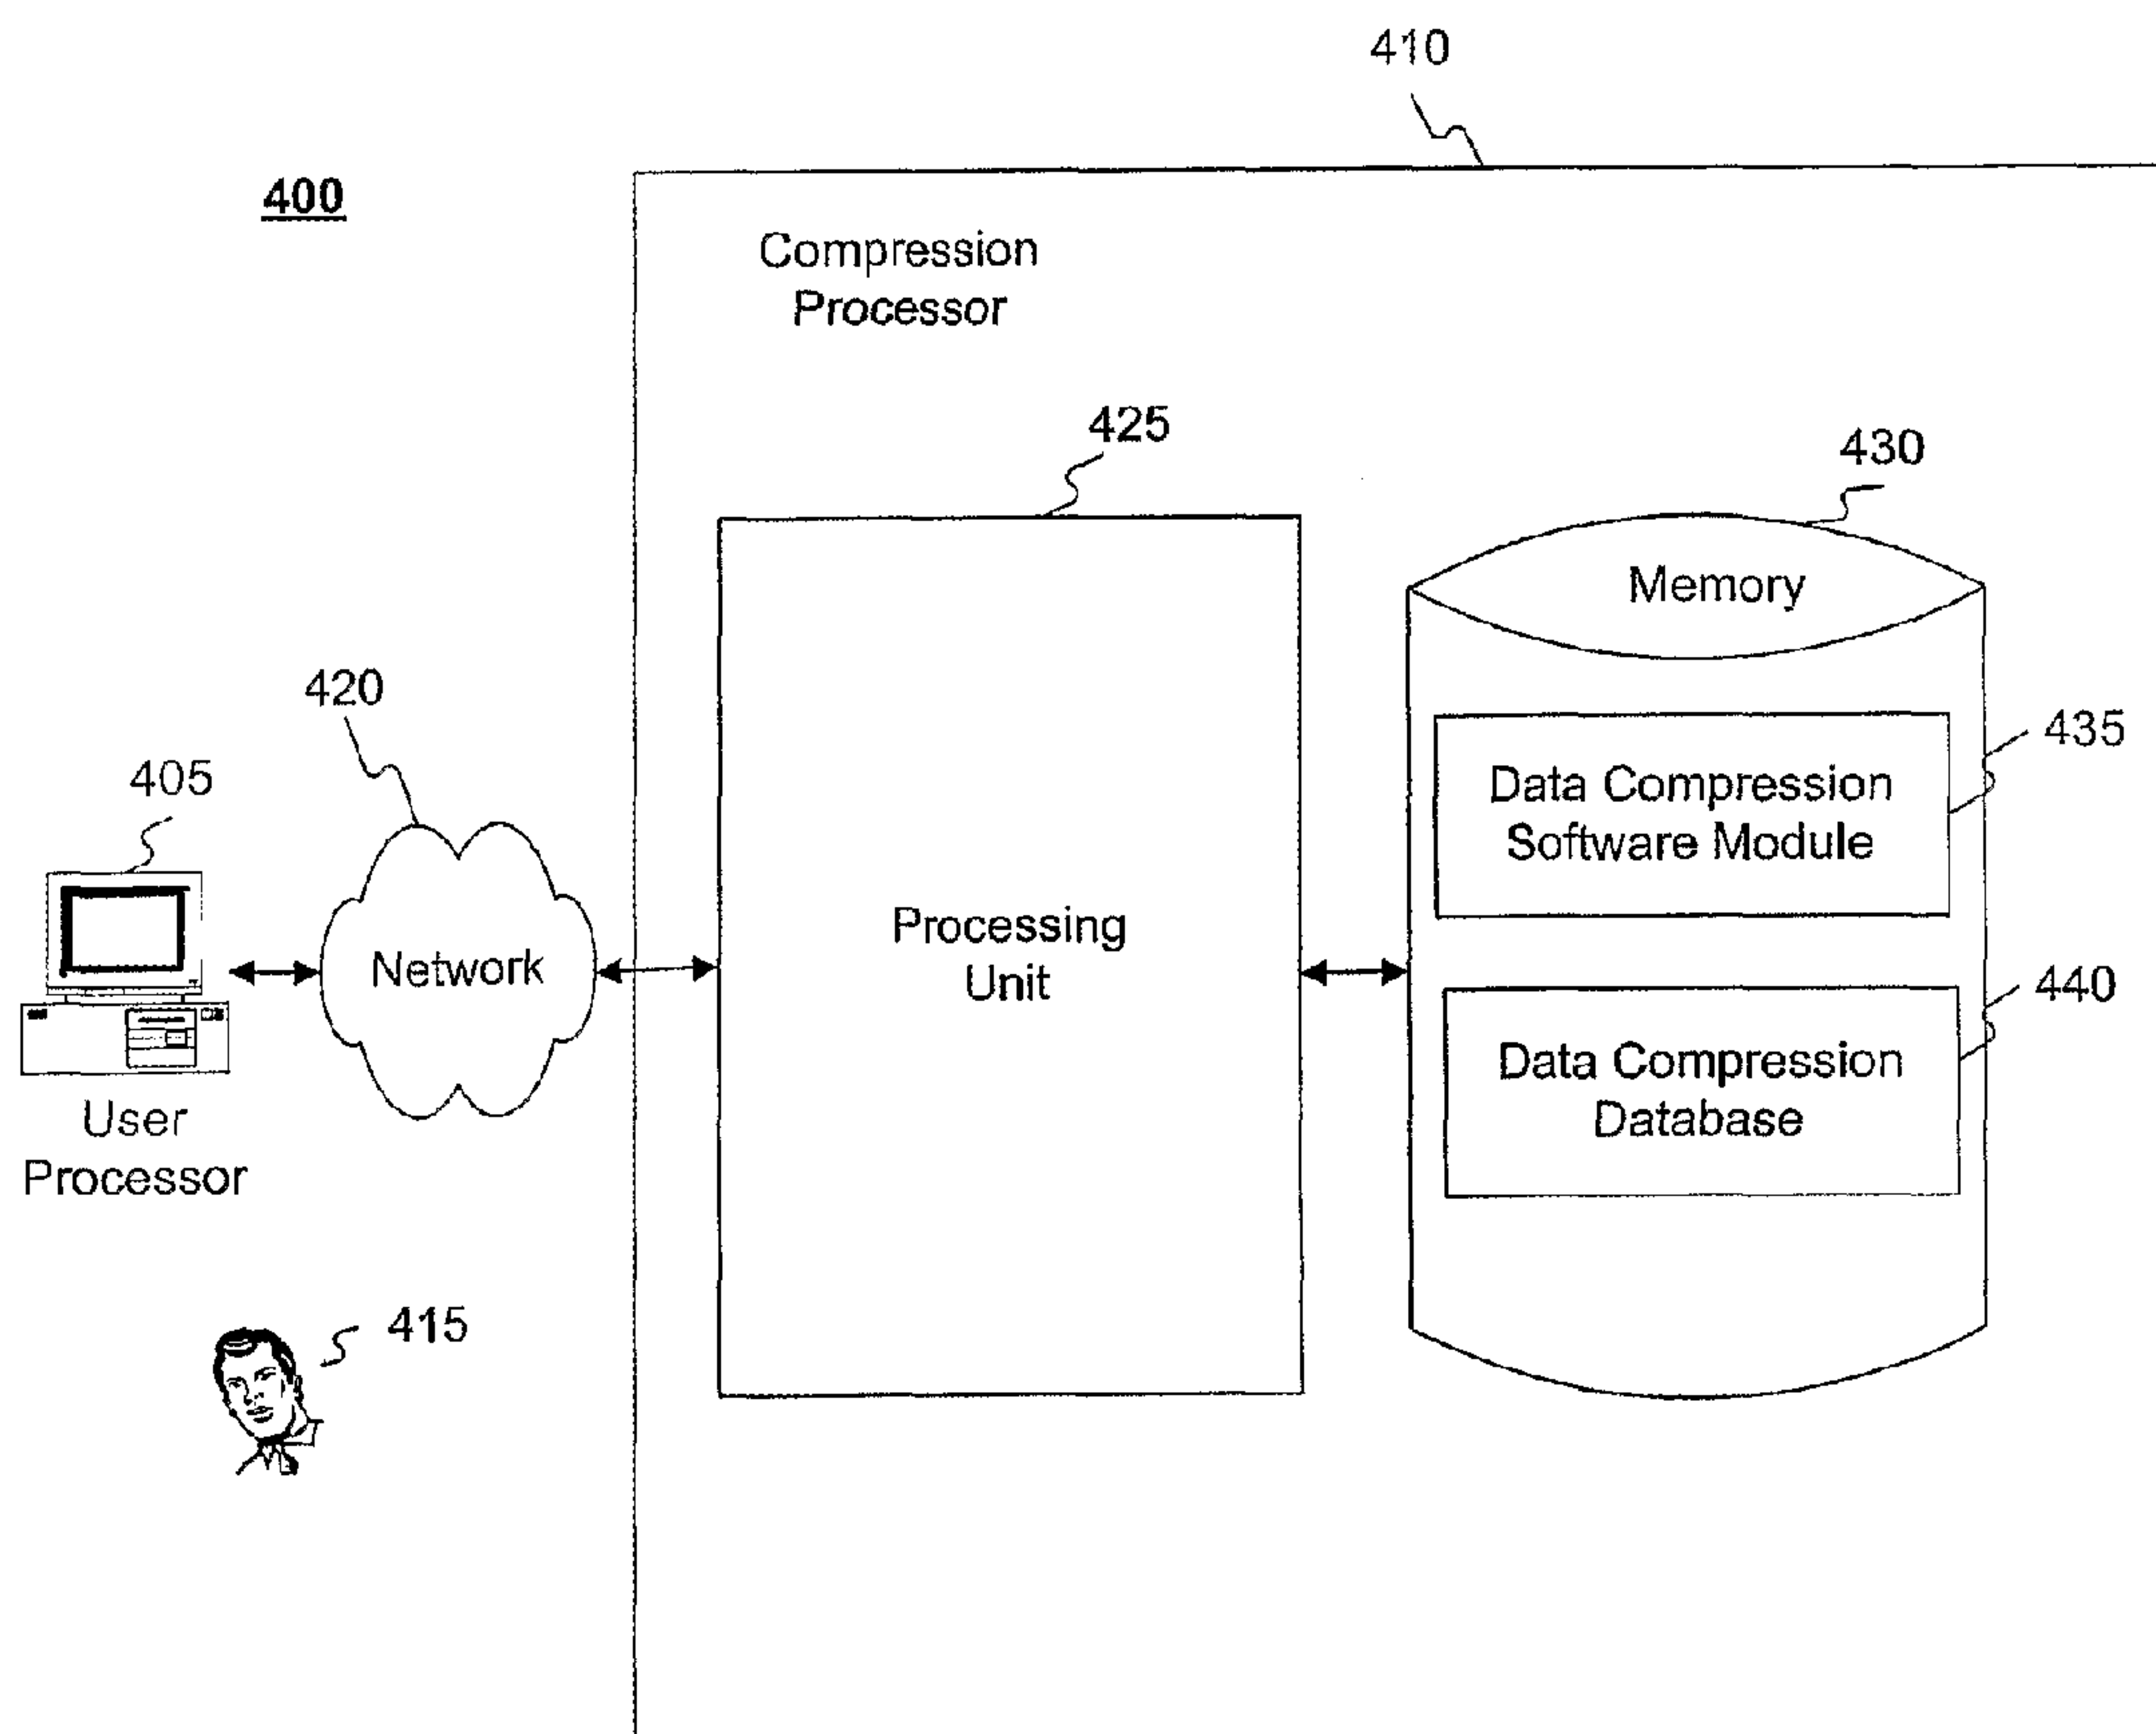 410
400
Compression
Processor
425
430
Memory
420
435
405
Data Compression
Software Module
Processing
Unit
Network
440
Data Compression
Database
User
Processor
415